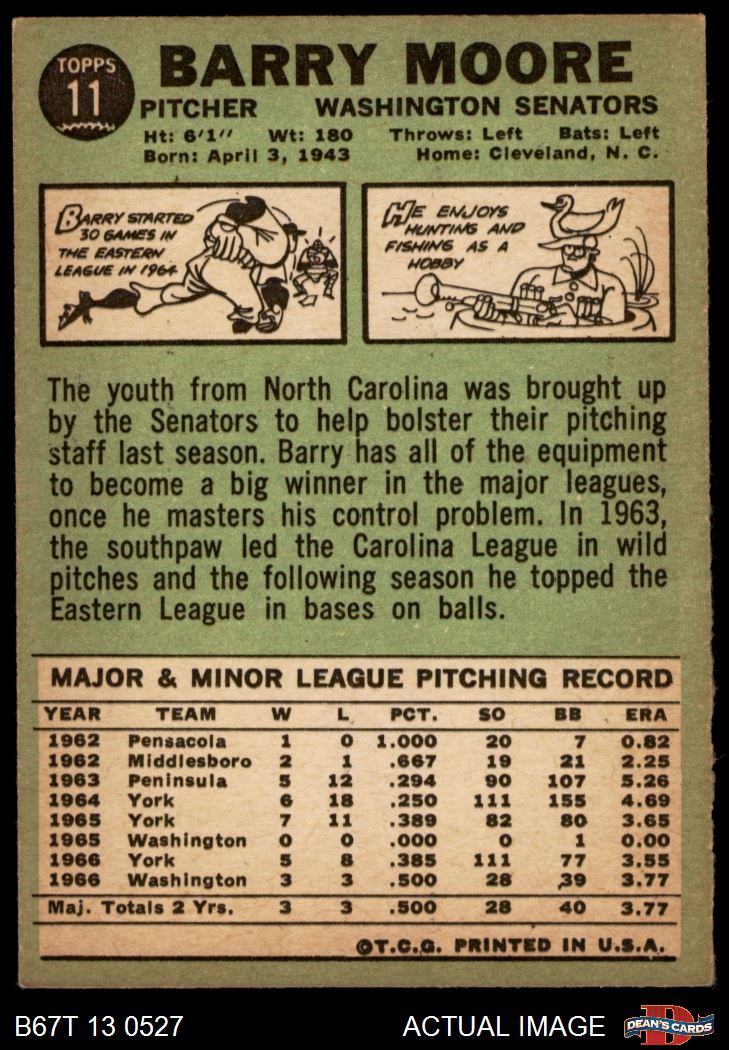 TOPPS
11
BARRY MOORE
PITCHER WASHINGTON SENATORS
Ht: 6'1" Wt: 180 Throws: Left Bats: Left
Born: April 3, 1943 Home: Cleveland, N. C.
BARRY STARTED
30 GAMES IN
THE EASTERN
LEAGUE IN 1964
HE ENJOYS
HUNTING AND
FISHING AS A
HOBBY
The youth from North Carolina was brought up
by the Senators to help bolster their pitching
staff last season. Barry has all of the equipment
to become a big winner in the major leagues,
once he masters his control problem. In 1963,
the southpaw led the Carolina League in wild
pitches and the following season he topped the
Eastern League in bases on balls.
MAJOR & MINOR LEAGUE PITCHING RECORD
YEAR TEAM W L PCT. SO BB ERA
1962 Pensacola 1 0 1.000 20 7 0.82
1962 Middlesboro 2 1 .667 19 21 2.25
1963 Peninsula 5 12 .294 90 107 5.26
1964 York 6 18 .250 111 155 4.69
1965 York 7 11 .389 82 80 3.65
1965 Washington 0 0 .000 0 1 0.00
1966 York 5 8 .385 111 77 3.55
1966 Washington 3 3 .500 28 39 3.77
Maj. Totals 2 Yrs. 3 3 .500 28 40 3.77
©T.C.G. PRINTED IN U.S.A.
B67T 13 0527 ACTUAL IMAGE DEAN'S CARDS